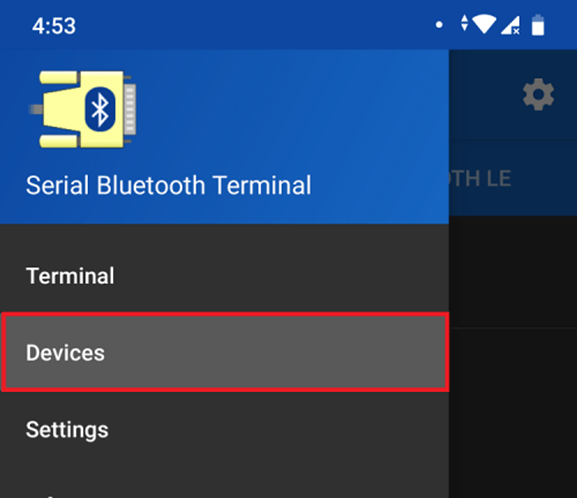 4:53
Serial Bluetooth Terminal
OTH LE
Terminal
Devices
Settings